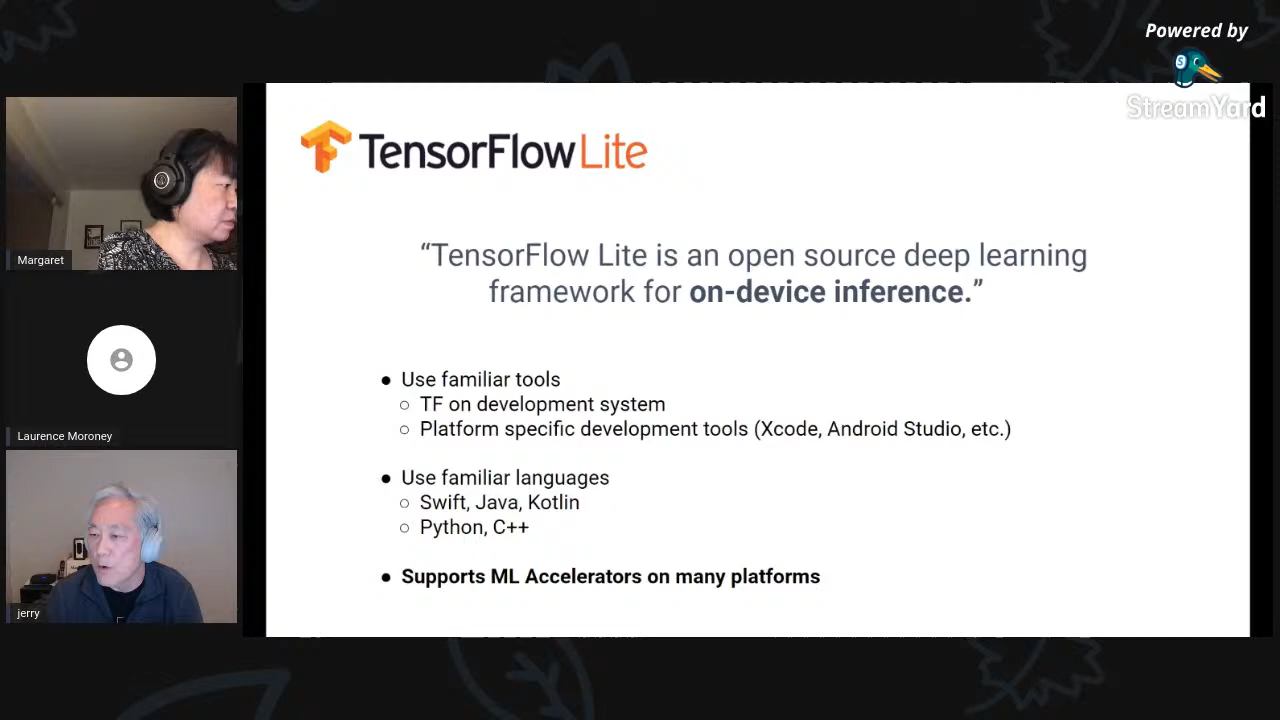 Powered by
StreamYard
TensorFlow Lite
“TensorFlow Lite is an open source deep learning
framework for on-device inference.”
● Use familiar tools
○ TF on development system
○ Platform specific development tools (Xcode, Android Studio, etc.)
● Use familiar languages
○ Swift, Java, Kotlin
○ Python, C++
● Supports ML Accelerators on many platforms
Margaret
Laurence Moroney
jerry